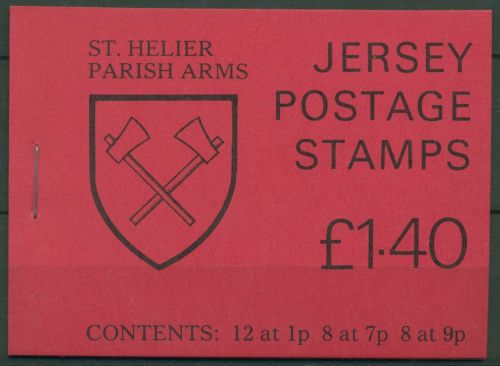 ST. HELIER
PARISH ARMS
JERSEY
POSTAGE
STAMPS
£1·40
CONTENTS: 12 at 1p 8 at 7p 8 at 9p